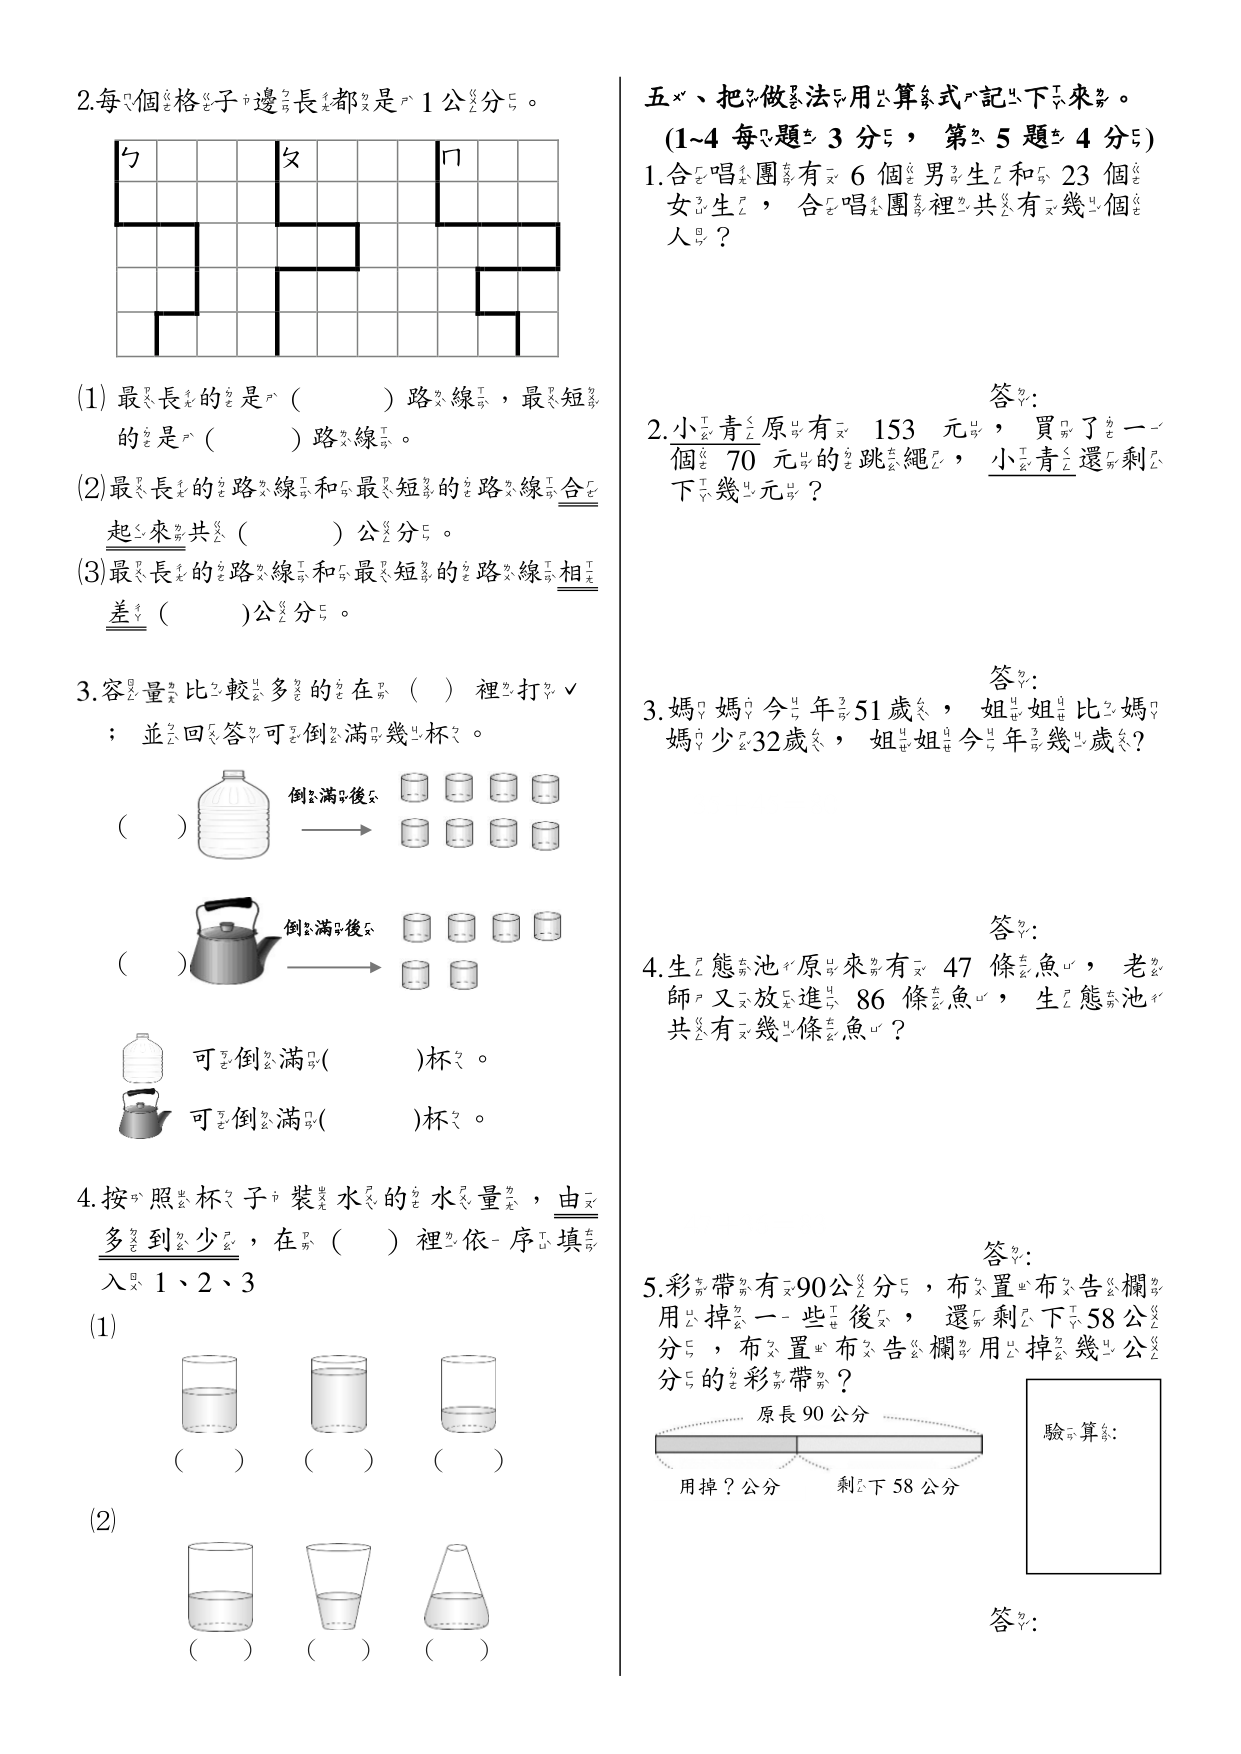 2.每個格子邊長都是1公分。
ㄅ ㄆ ㄇ
⑴ 最長的是( )路線,最短
的是( )路線。
⑵最長的路線和最短的路線合
起來共( )公分。
⑶最長的路線和最短的路線相
差( )公分。
3.容量比較多的在( )裡打✓
;並回答可倒滿幾杯。
倒滿後
( )
倒滿後
( )
可倒滿( )杯。
可倒滿( )杯。
4.按照杯子裝水的水量,由
多到少,在( )裡依序填
入1、2、3
⑴
( ) ( ) ( )
⑵
( ) ( ) ( )
五、把做法用算式記下來。
(1~4 每題 3 分, 第 5 題 4 分)
1.合唱團有 6 個男生和 23 個
女生, 合唱團裡共有幾個
人?
答:
2.小青原有 153 元, 買了一
個 70 元的跳繩, 小青還剩
下幾元?
答:
3.媽媽今年51歲, 姐姐比媽
媽少32歲, 姐姐今年幾歲?
答:
4.生態池原來有 47 條魚, 老
師又放進 86 條魚, 生態池
共有幾條魚?
答:
5.彩帶有90公分,布置布告欄
用掉一些後, 還剩下58公
分,布置布告欄用掉幾公
分的彩帶?
原長 90 公分
用掉?公分 剩下 58 公分
驗算:
答: